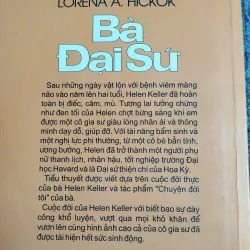 LORENA A. HICKOK
Bà
Đại Sứ
Sau những ngày vật lộn với bệnh viêm màng
não vào năm lên hai tuổi, Helen Keller đã hoàn
toàn bị điếc, câm, mù. Tương lai tưởng chừng
như đen tối của Helen chợt bừng sáng khi em
được một cô gia sư giàu lòng nhân ái và thông
minh dạy dỗ, giúp đỡ. Với tài năng bẩm sinh và
một nghị lực phi thường, từ một cô bé bẳn tính,
ương bướng, Helen đã trở thành một người phụ
nữ thanh lịch, nhân hậu, tốt nghiệp trường Đại
học Havard và là Đại sứ thiện chí của Hoa Kỳ.
Tiểu thuyết được viết dựa trên cuộc đời thực
của bà Helen Keller và tác phẩm "Chuyện đời
tôi" của bà.
Cuộc đời của Helen Keller với biết bao sự dày
công khổ luyện, vượt qua mọi khó khăn để
vươn lên cùng hình ảnh cao cả của cô gia sư đã
được tái hiện hết sức sinh động.